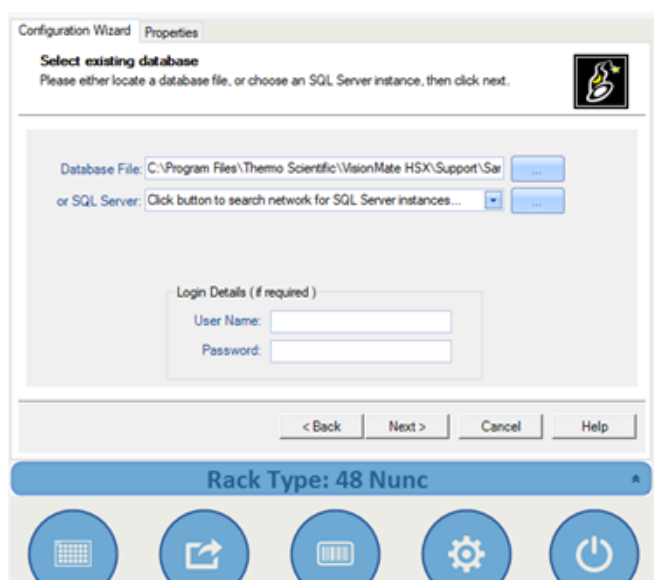 Configuration Wizard Properties
Select existing database
Please either locate a database file, or choose an SQL Server instance, then click next.
Database File: C:\Program Files\Thermo Scientific\VisionMate HSX\Support\Sar ...
or SQL Server: Click button to search network for SQL Server instances... ...
Login Details ( if required )
User Name:
Password:
< Back Next > Cancel Help
Rack Type: 48 Nunc